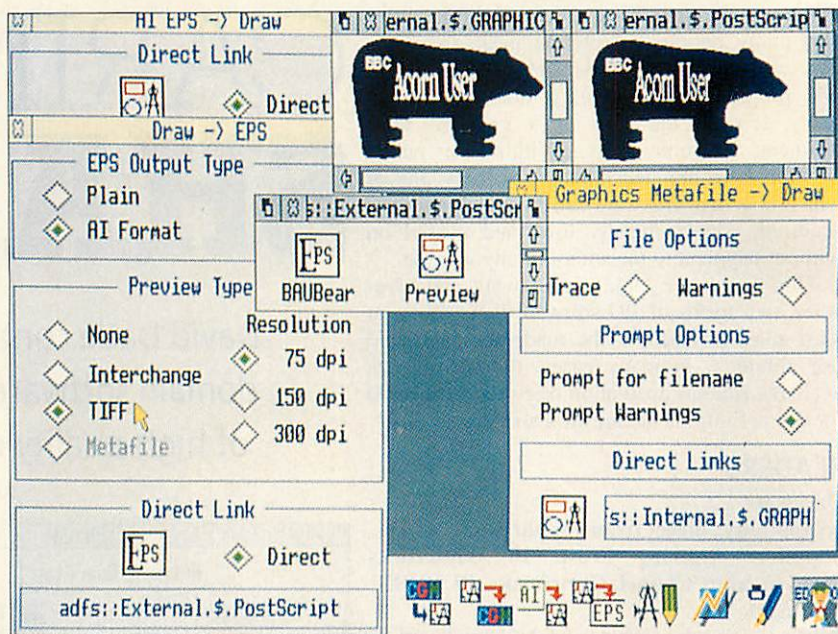 AI EPS -> Draw
Direct Link
Direct
Draw -> EPS
EPS Output Type
Plain
AI Format
Preview Type
None
Interchange
TIFF
Metafile
Resolution
75 dpi
150 dpi
300 dpi
Direct Link
EPS
Direct
adfs::External.$.PostScript
ernal.$.GRAPHIC
BBC
Acorn User
ernal.$.PostScrip
BBC
Acorn User
s::External.$.PostScr
EPS
BAUBear
Preview
Graphics Metafile -> Draw
File Options
Trace
Warnings
Prompt Options
Prompt for filename
Prompt Warnings
Direct Links
s::Internal.$.GRAPH
CGM
CGM
AI
EPS